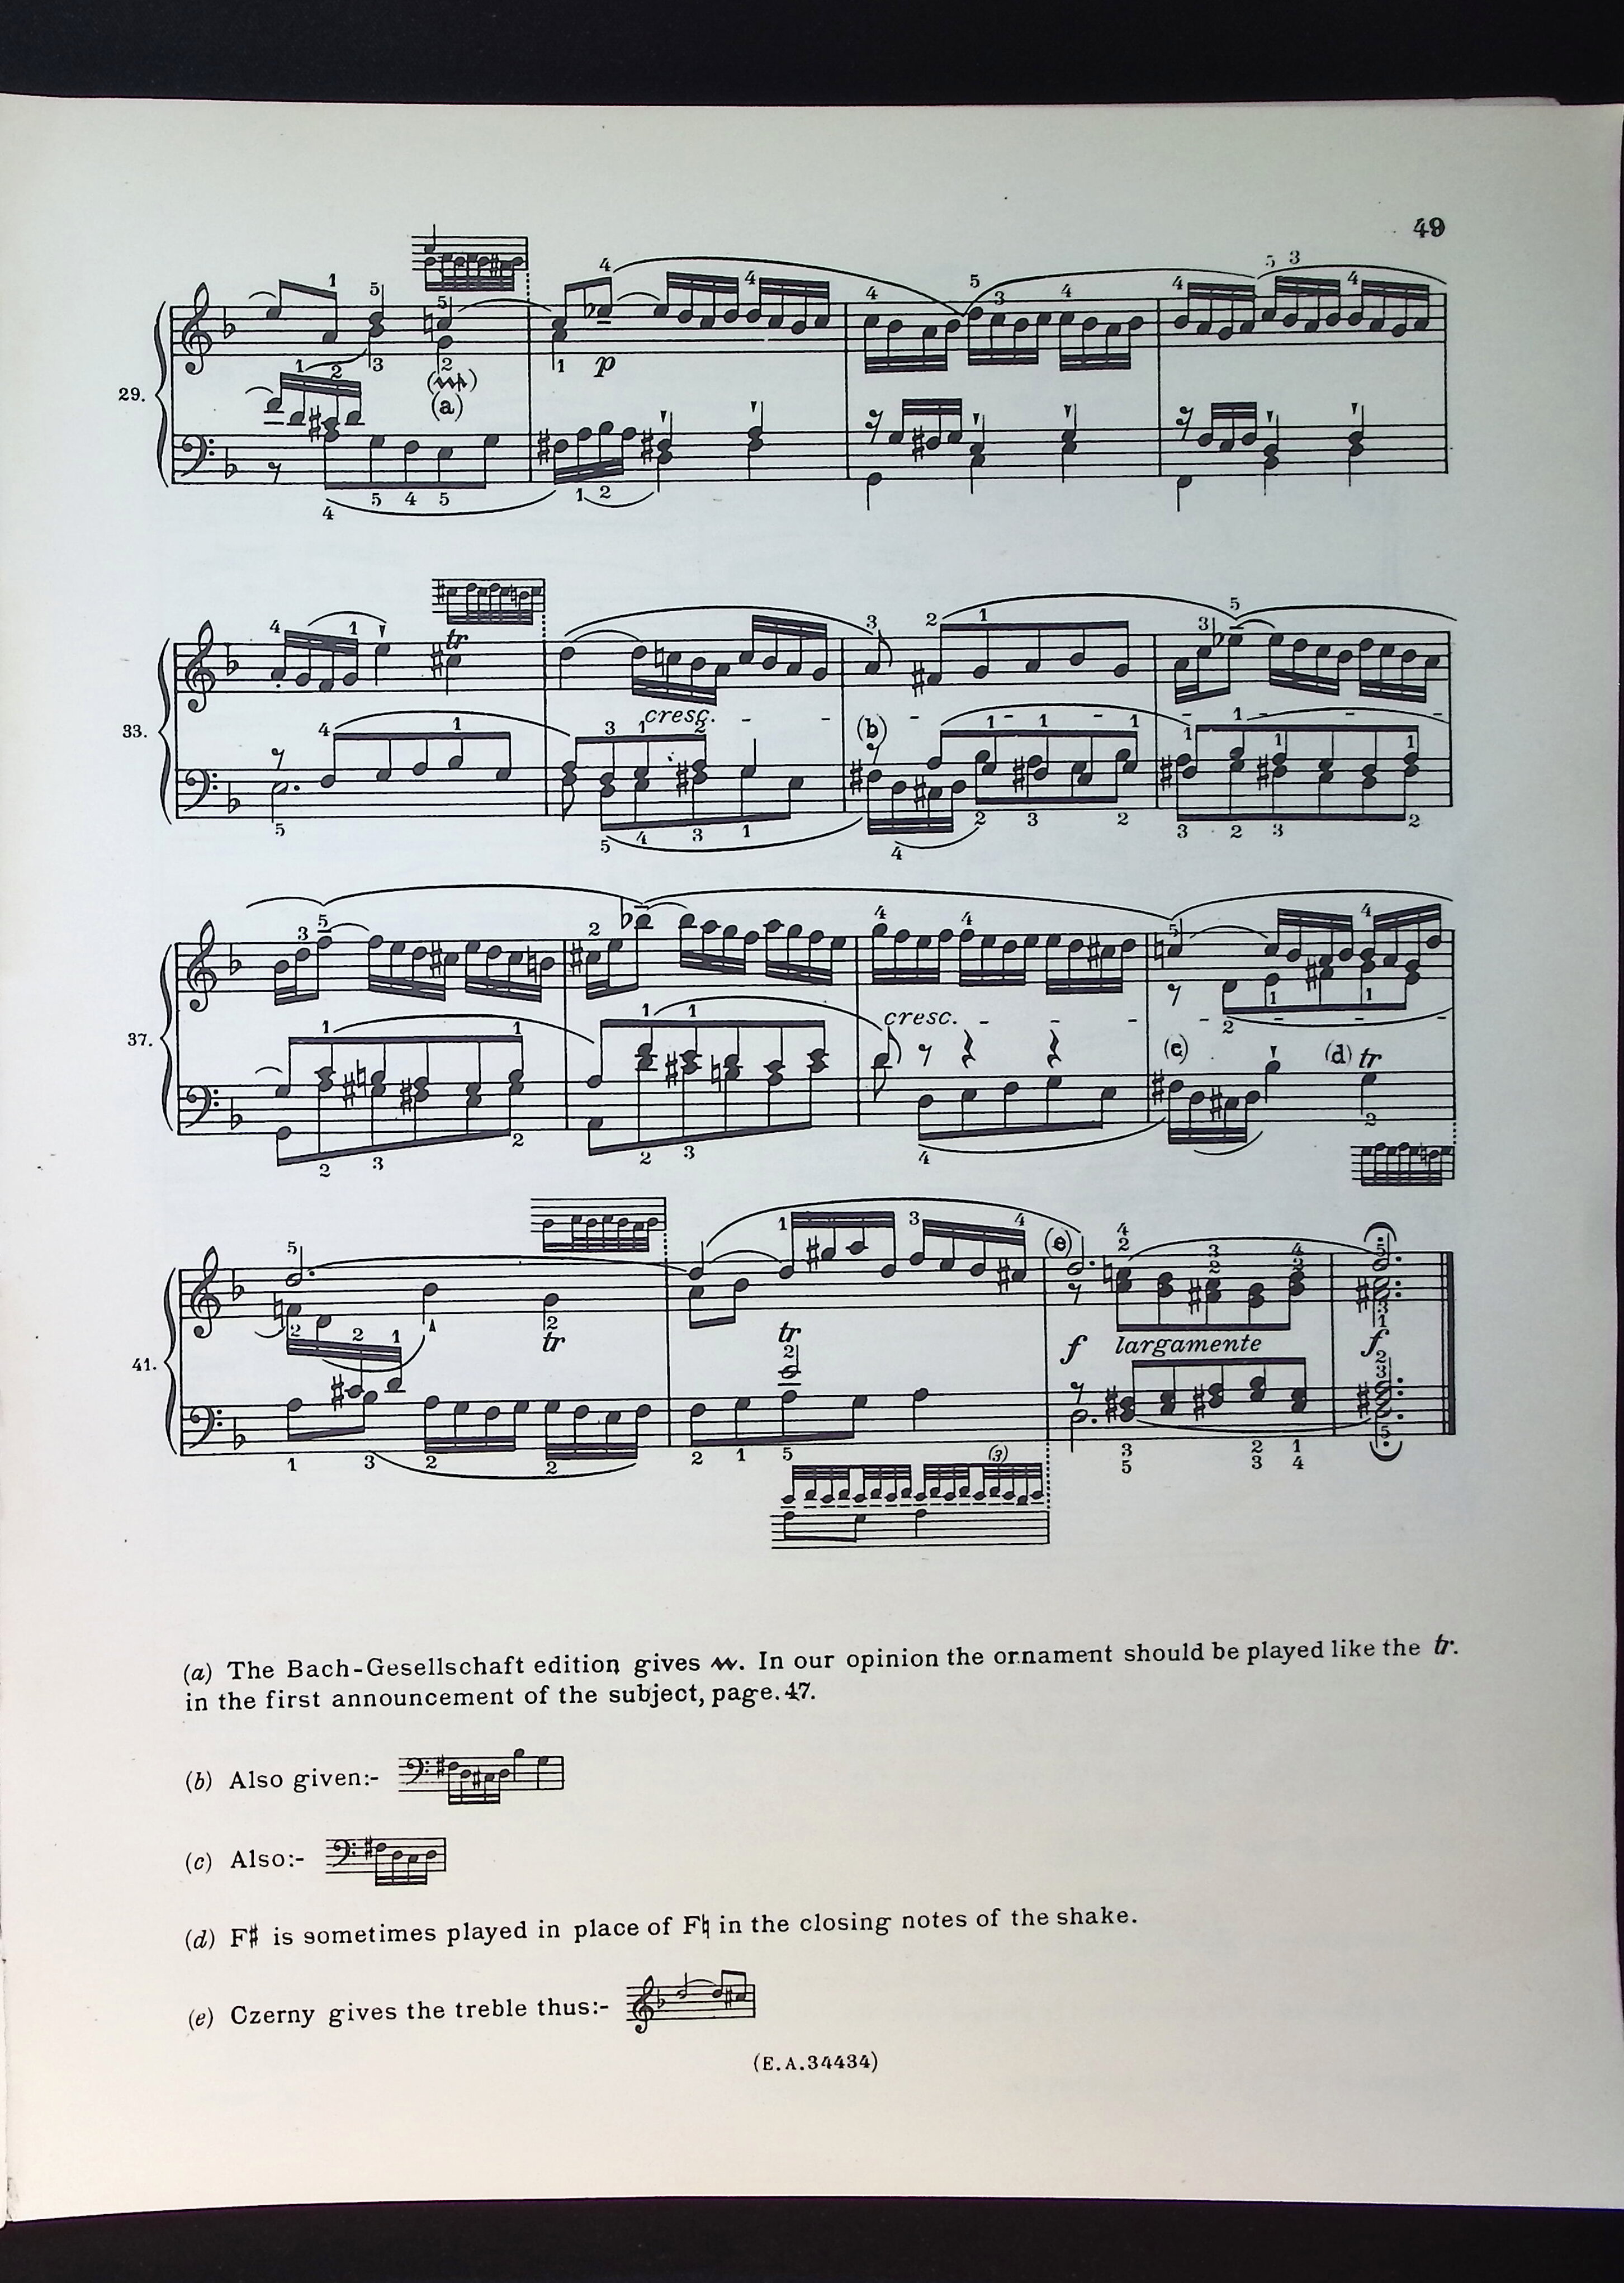 49
29.
p
(a)
33.
tr
cresc.
(b)
37.
cresc.
(c)
(d) tr
41.
tr
tr
(3)
(e)
f largamente f
(a) The Bach-Gesellschaft edition gives. In our opinion the ornament should be played like the tr.
in the first announcement of the subject, page. 47.
(b) Also given:-
(c) Also:-
(d) F♯ is sometimes played in place of F♮ in the closing notes of the shake.
(e) Czerny gives the treble thus:-
(E.A.34434)